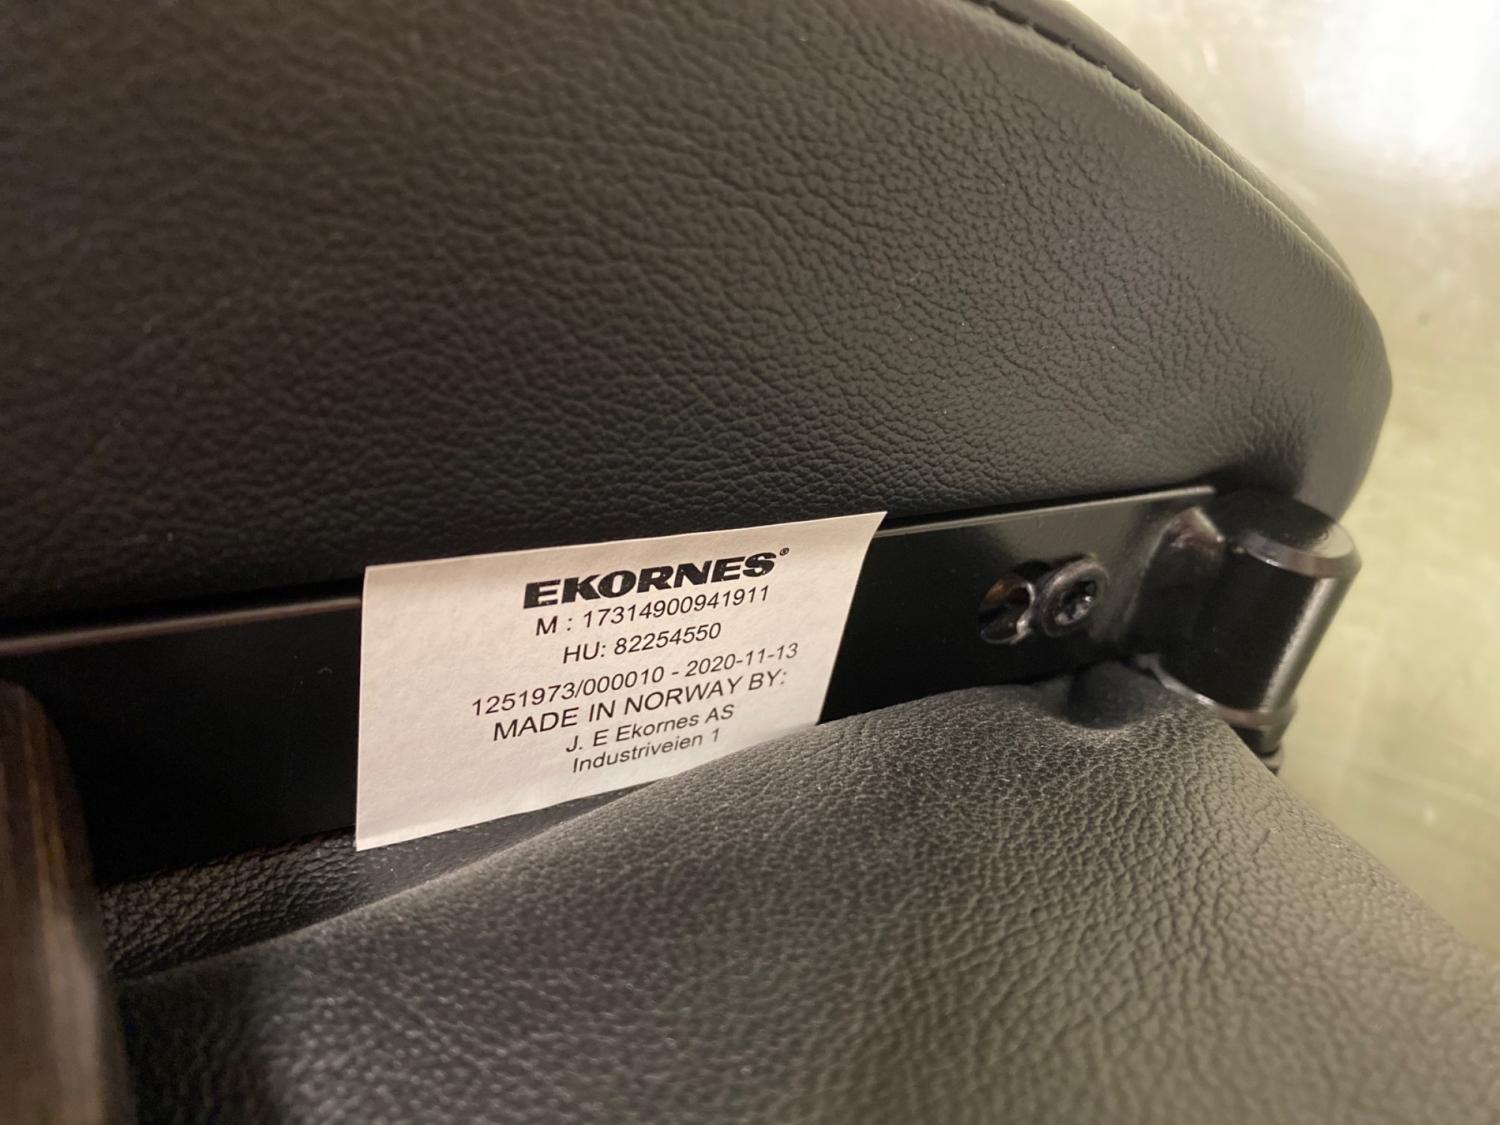 EKORNES®
M : 17314900941911
HU: 82254550
1251973/000010 - 2020-11-13
MADE IN NORWAY BY:
J. E Ekornes AS
Industriveien 1